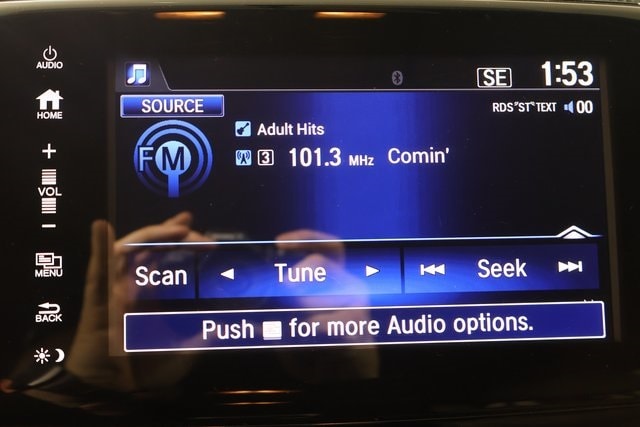 AUDIO
HOME
+
VOL
−
MENU
BACK
SE 1:53
SOURCE RDS ST TEXT 00
FM
Adult Hits
3 101.3 MHz Comin'
Scan Tune Seek
Push for more Audio options.